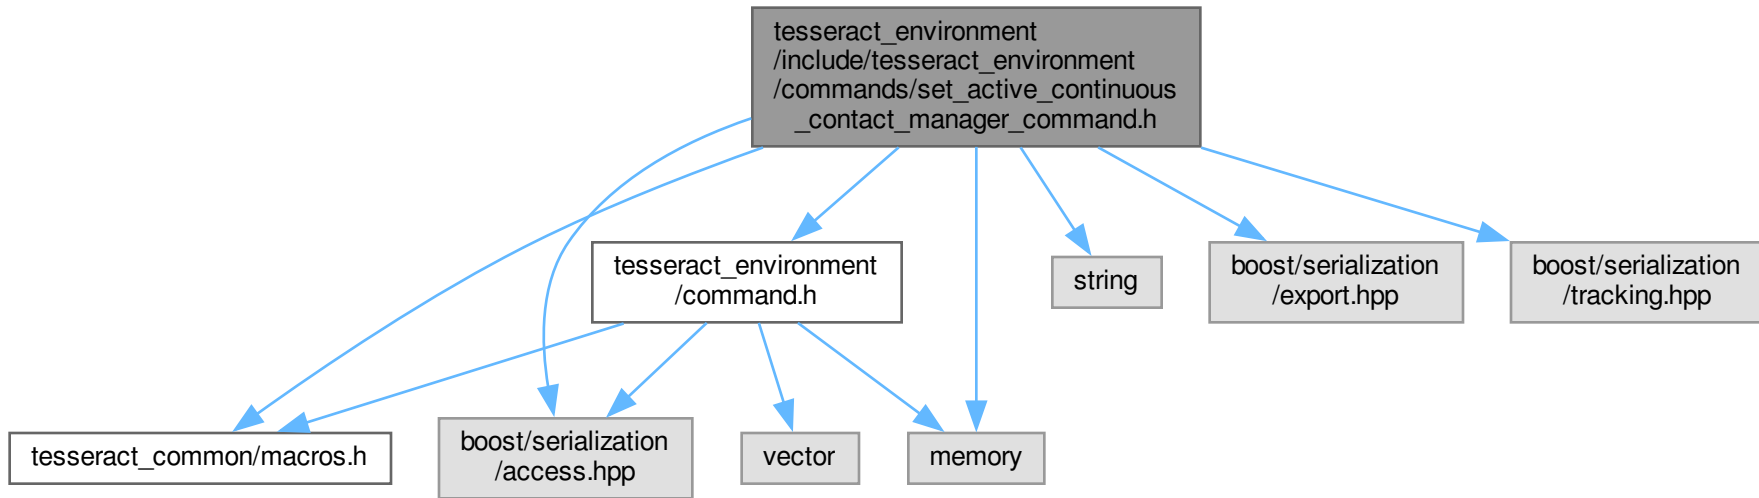 tesseract_environment
/include/tesseract_environment
/commands/set_active_continuous
_contact_manager_command.h
tesseract_environment
/command.h
string
boost/serialization
/export.hpp
boost/serialization
/tracking.hpp
tesseract_common/macros.h
boost/serialization
/access.hpp
vector
memory